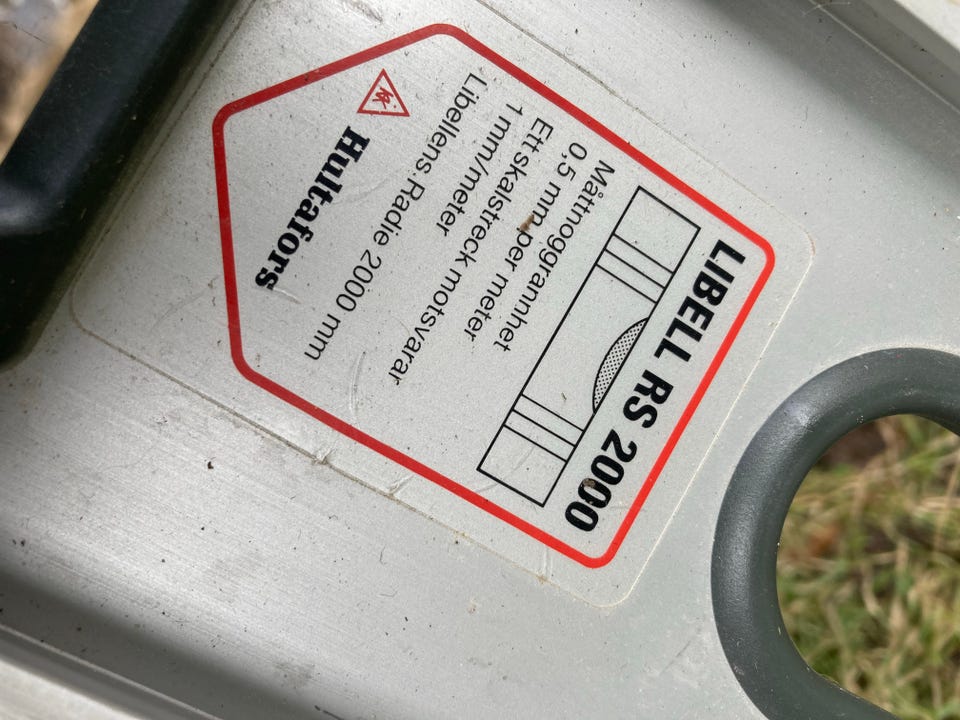 LIBELL RS 2000
Måttnoggrannhet
0,5 mm per meter
Ett skalstreck motsvarar
1 mm/meter
Libellens Radie 2000 mm
Hultafors